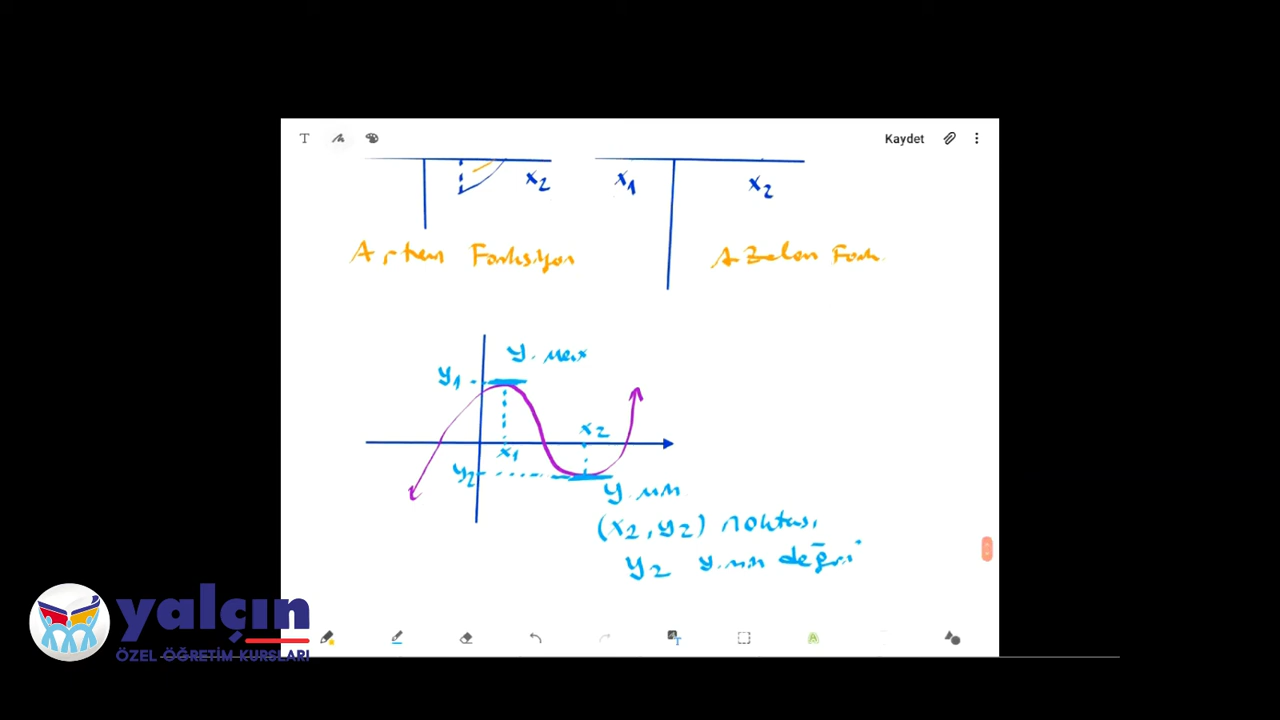 T
Kaydet
x2
x1
x2
Artan Fonksiyon
Azalan Fonk.
y. max
y1
x2
x1
y2
y. min
(x2, y2) noktası
y2 y. min değeri
yalçın
ÖZEL ÖĞRETİM KURSLARI